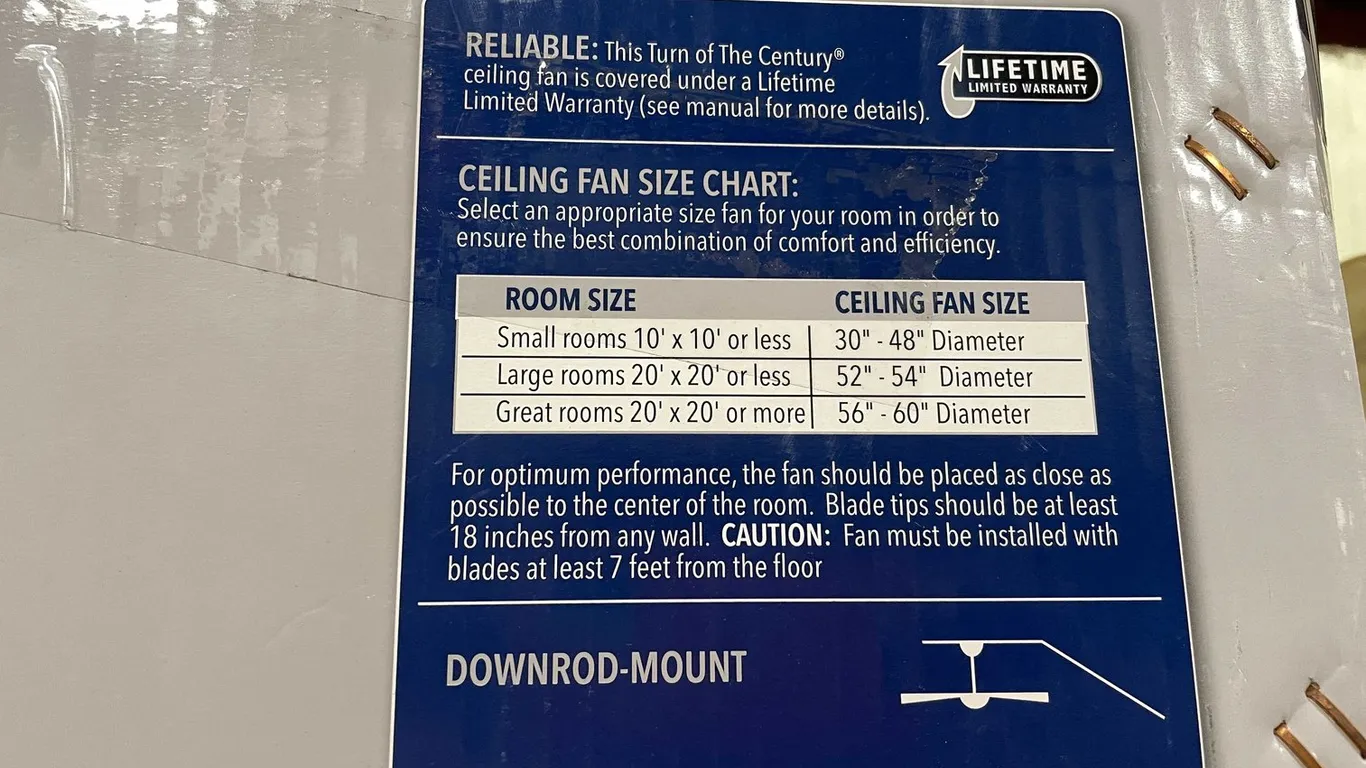 RELIABLE: This Turn of The Century®
ceiling fan is covered under a Lifetime
Limited Warranty (see manual for more details).
LIFETIME
LIMITED WARRANTY
CEILING FAN SIZE CHART:
Select an appropriate size fan for your room in order to
ensure the best combination of comfort and efficiency.
ROOM SIZE CEILING FAN SIZE
Small rooms 10' x 10' or less 30" - 48" Diameter
Large rooms 20' x 20' or less 52" - 54" Diameter
Great rooms 20' x 20' or more 56" - 60" Diameter
For optimum performance, the fan should be placed as close as
possible to the center of the room. Blade tips should be at least
18 inches from any wall. CAUTION: Fan must be installed with
blades at least 7 feet from the floor
DOWNROD-MOUNT